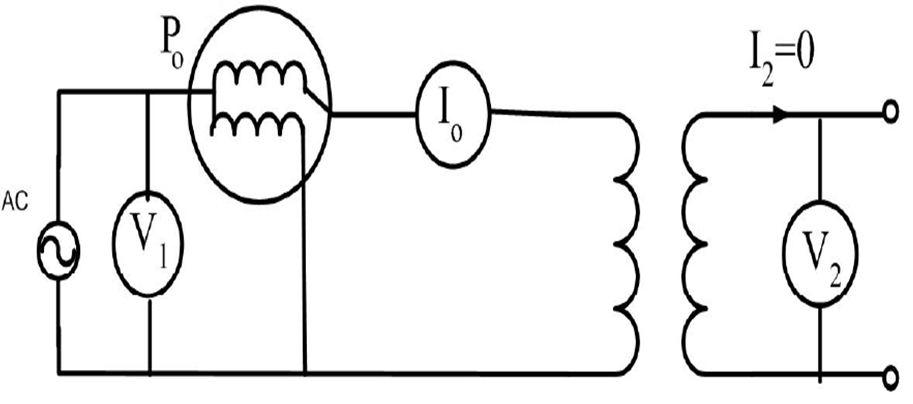 P₀
I₂=0
I₀
AC
V₁
V₂